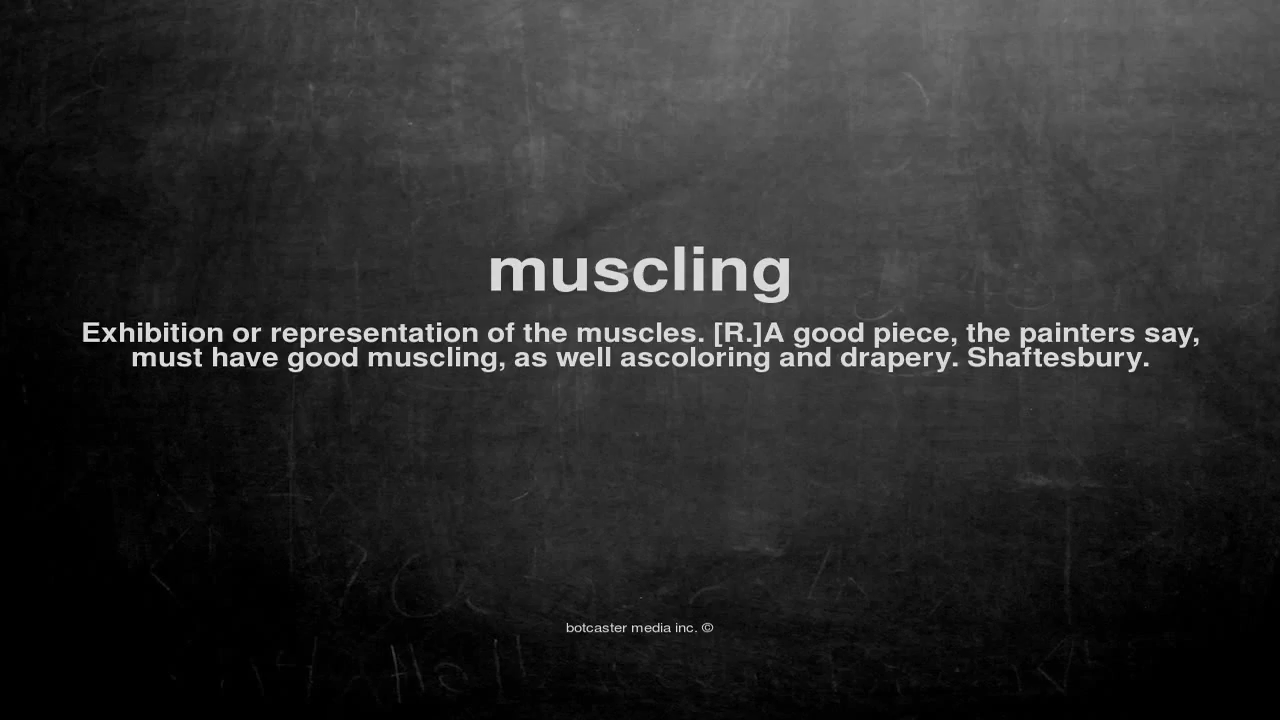 muscling
Exhibition or representation of the muscles. [R.]A good piece, the painters say,
must have good muscling, as well ascoloring and drapery. Shaftesbury.
botcaster media inc. ©